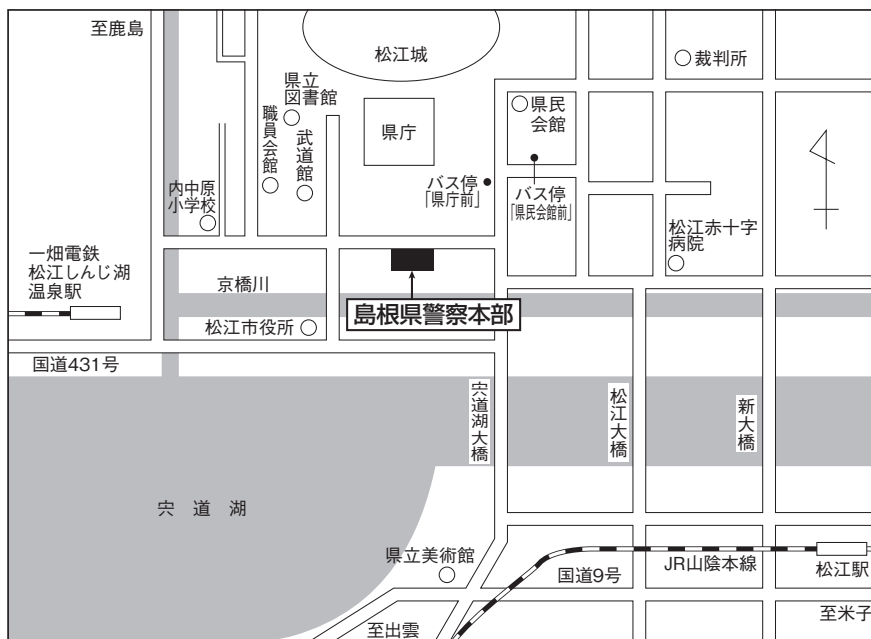 至鹿島
松江城
裁判所
県立
図書館
県民
会館
職員会館
武道館
県庁
バス停
「県庁前」
バス停
「県民会館前」
内中原
小学校
松江赤十字
病院
一畑電鉄
松江しんじ湖
温泉駅
京橋川
島根県警察本部
松江市役所
国道431号
宍道湖大橋
松江大橋
新大橋
宍道湖
県立美術館
国道9号
JR山陰本線
松江駅
至出雲
至米子